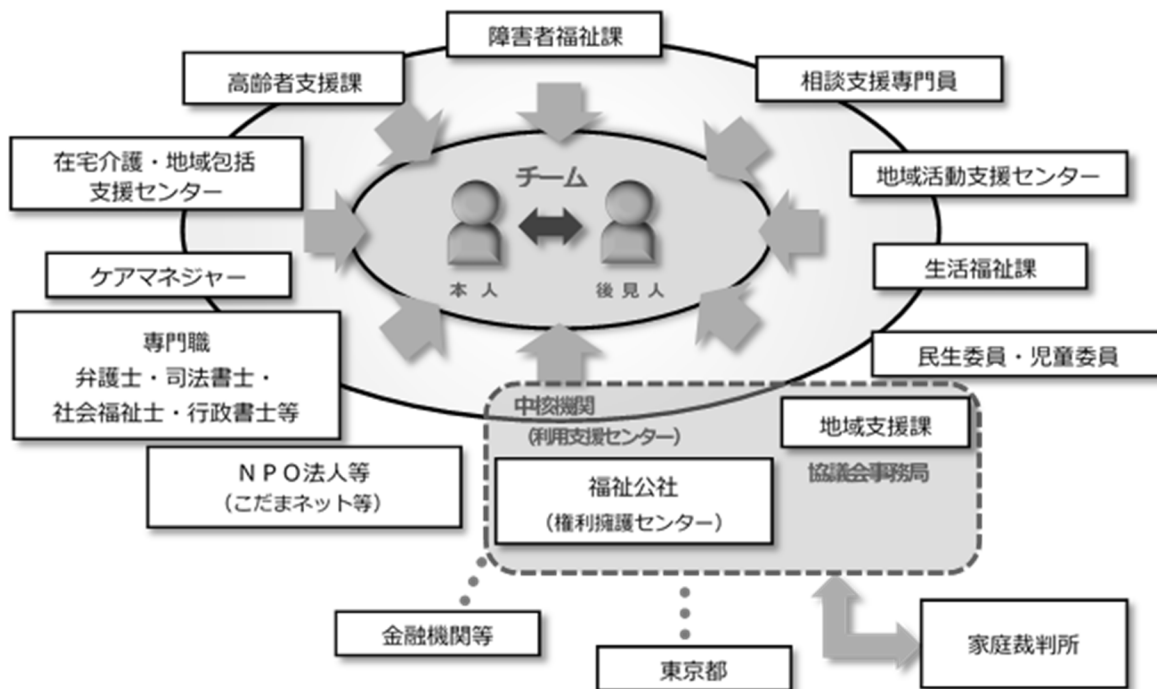 障害者福祉課
高齢者支援課
相談支援専門員
在宅介護・地域包括
支援センター
チーム
地域活動支援センター
本人
後見人
ケアマネジャー
生活福祉課
専門職
弁護士・司法書士・
社会福祉士・行政書士等
民生委員・児童委員
中核機関
（利用支援センター）
地域支援課
協議会事務局
ＮＰＯ法人等
（こだまネット等）
福祉公社
（権利擁護センター）
金融機関等
東京都
家庭裁判所